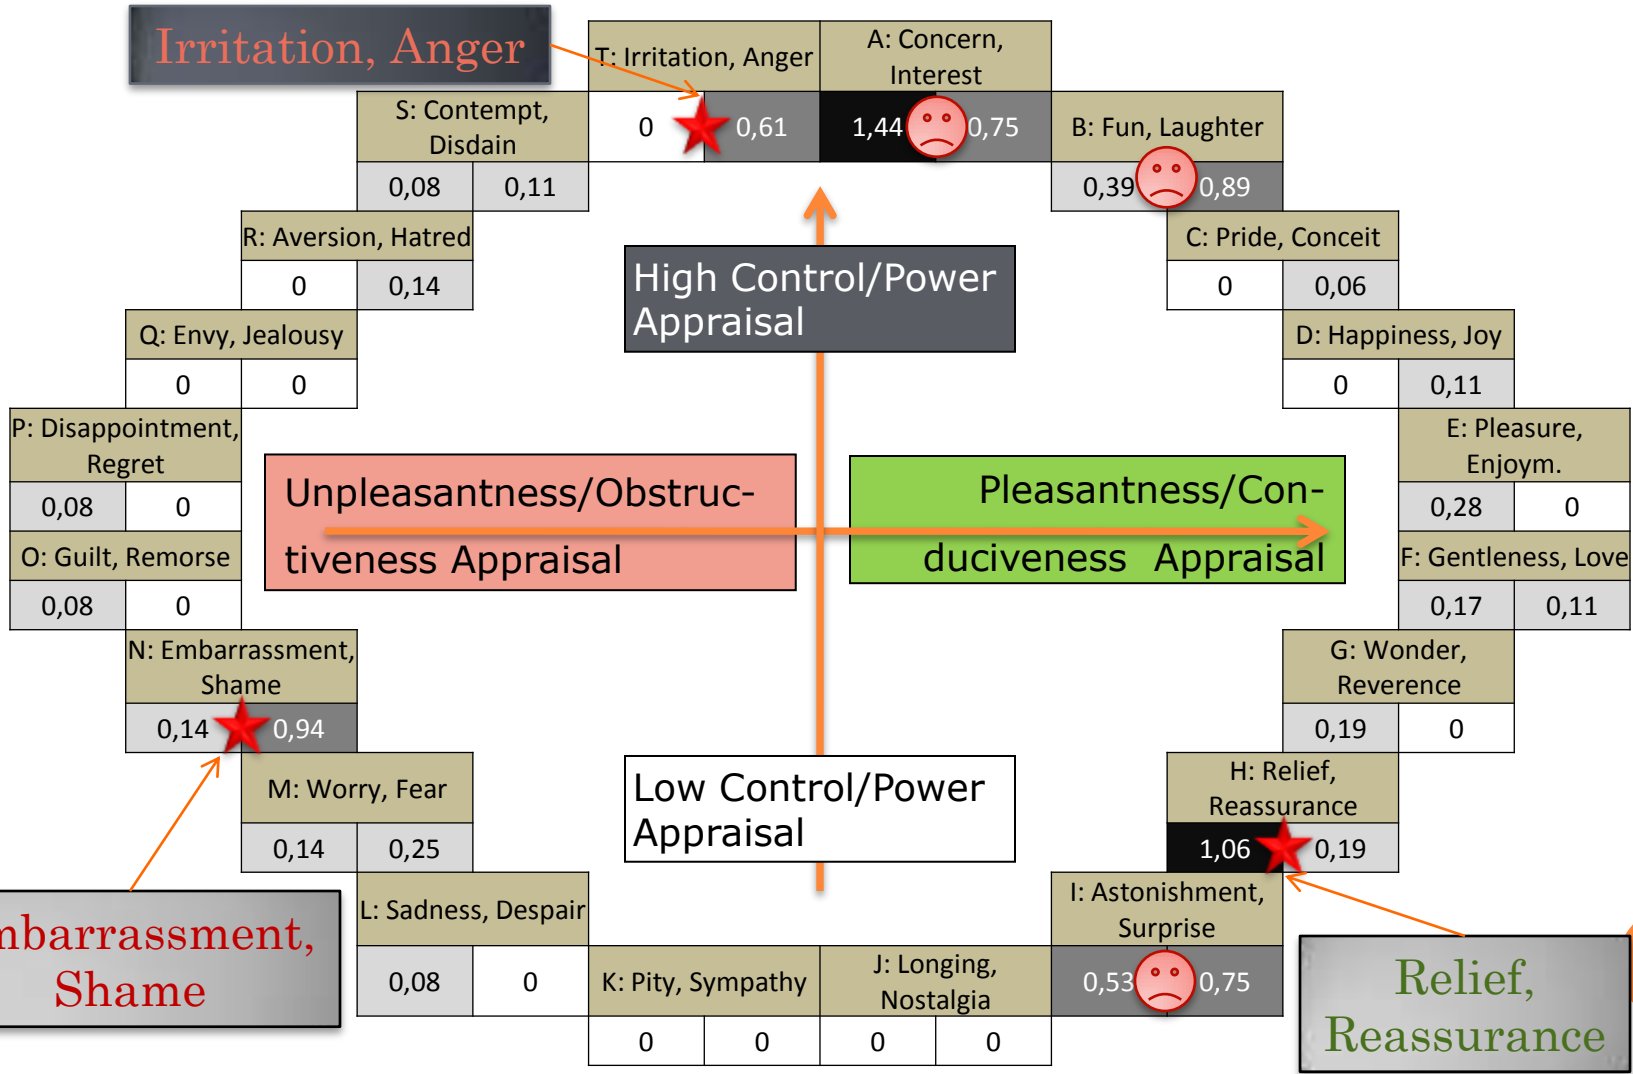 Irritation, Anger
T: Irritation, Anger
0 0,61
A: Concern,
Interest
1,44 0,75
S: Contempt,
Disdain
0,08 0,11
B: Fun, Laughter
0,39 0,89
R: Aversion, Hatred
0 0,14
C: Pride, Conceit
0 0,06
High Control/Power
Appraisal
Q: Envy, Jealousy
0 0
D: Happiness, Joy
0 0,11
P: Disappointment,
Regret
0,08 0
E: Pleasure,
Enjoym.
0,28 0
Unpleasantness/Obstruc-
tiveness Appraisal
Pleasantness/Con-
duciveness Appraisal
O: Guilt, Remorse
0,08 0
F: Gentleness, Love
0,17 0,11
N: Embarrassment,
Shame
0,14 0,94
G: Wonder,
Reverence
0,19 0
M: Worry, Fear
0,14 0,25
Low Control/Power
Appraisal
H: Relief,
Reassurance
1,06 0,19
L: Sadness, Despair
0,08 0
I: Astonishment,
Surprise
0,53 0,75
K: Pity, Sympathy
0 0
J: Longing,
Nostalgia
0 0
mbarrassment,
Shame
Relief,
Reassurance